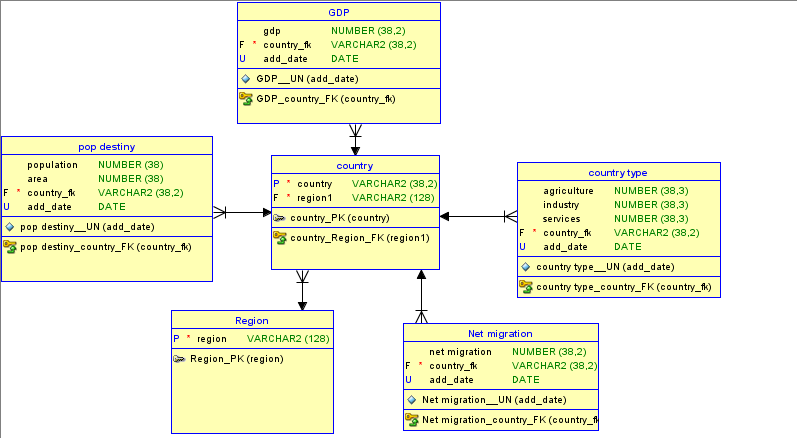 GDP
gdp NUMBER (38,2)
F * country_fk VARCHAR2 (38,2)
U add_date DATE
GDP__UN (add_date)
GDP_country_FK (country_fk)
pop destiny
population NUMBER (38)
area NUMBER (38)
F * country_fk VARCHAR2 (38,2)
U add_date DATE
pop destiny__UN (add_date)
pop destiny_country_FK (country_fk)
country
P * country VARCHAR2 (38,2)
F * region1 VARCHAR2 (128)
country_PK (country)
country_Region_FK (region1)
country type
agriculture NUMBER (38,3)
industry NUMBER (38,3)
services NUMBER (38,3)
F * country_fk VARCHAR2 (38,2)
U add_date DATE
country type__UN (add_date)
country type_country_FK (country_fk)
Region
P * region VARCHAR2 (128)
Region_PK (region)
Net migration
net migration NUMBER (38,2)
F * country_fk VARCHAR2 (38,2)
U add_date DATE
Net migration__UN (add_date)
Net migration_country_FK (country_fk